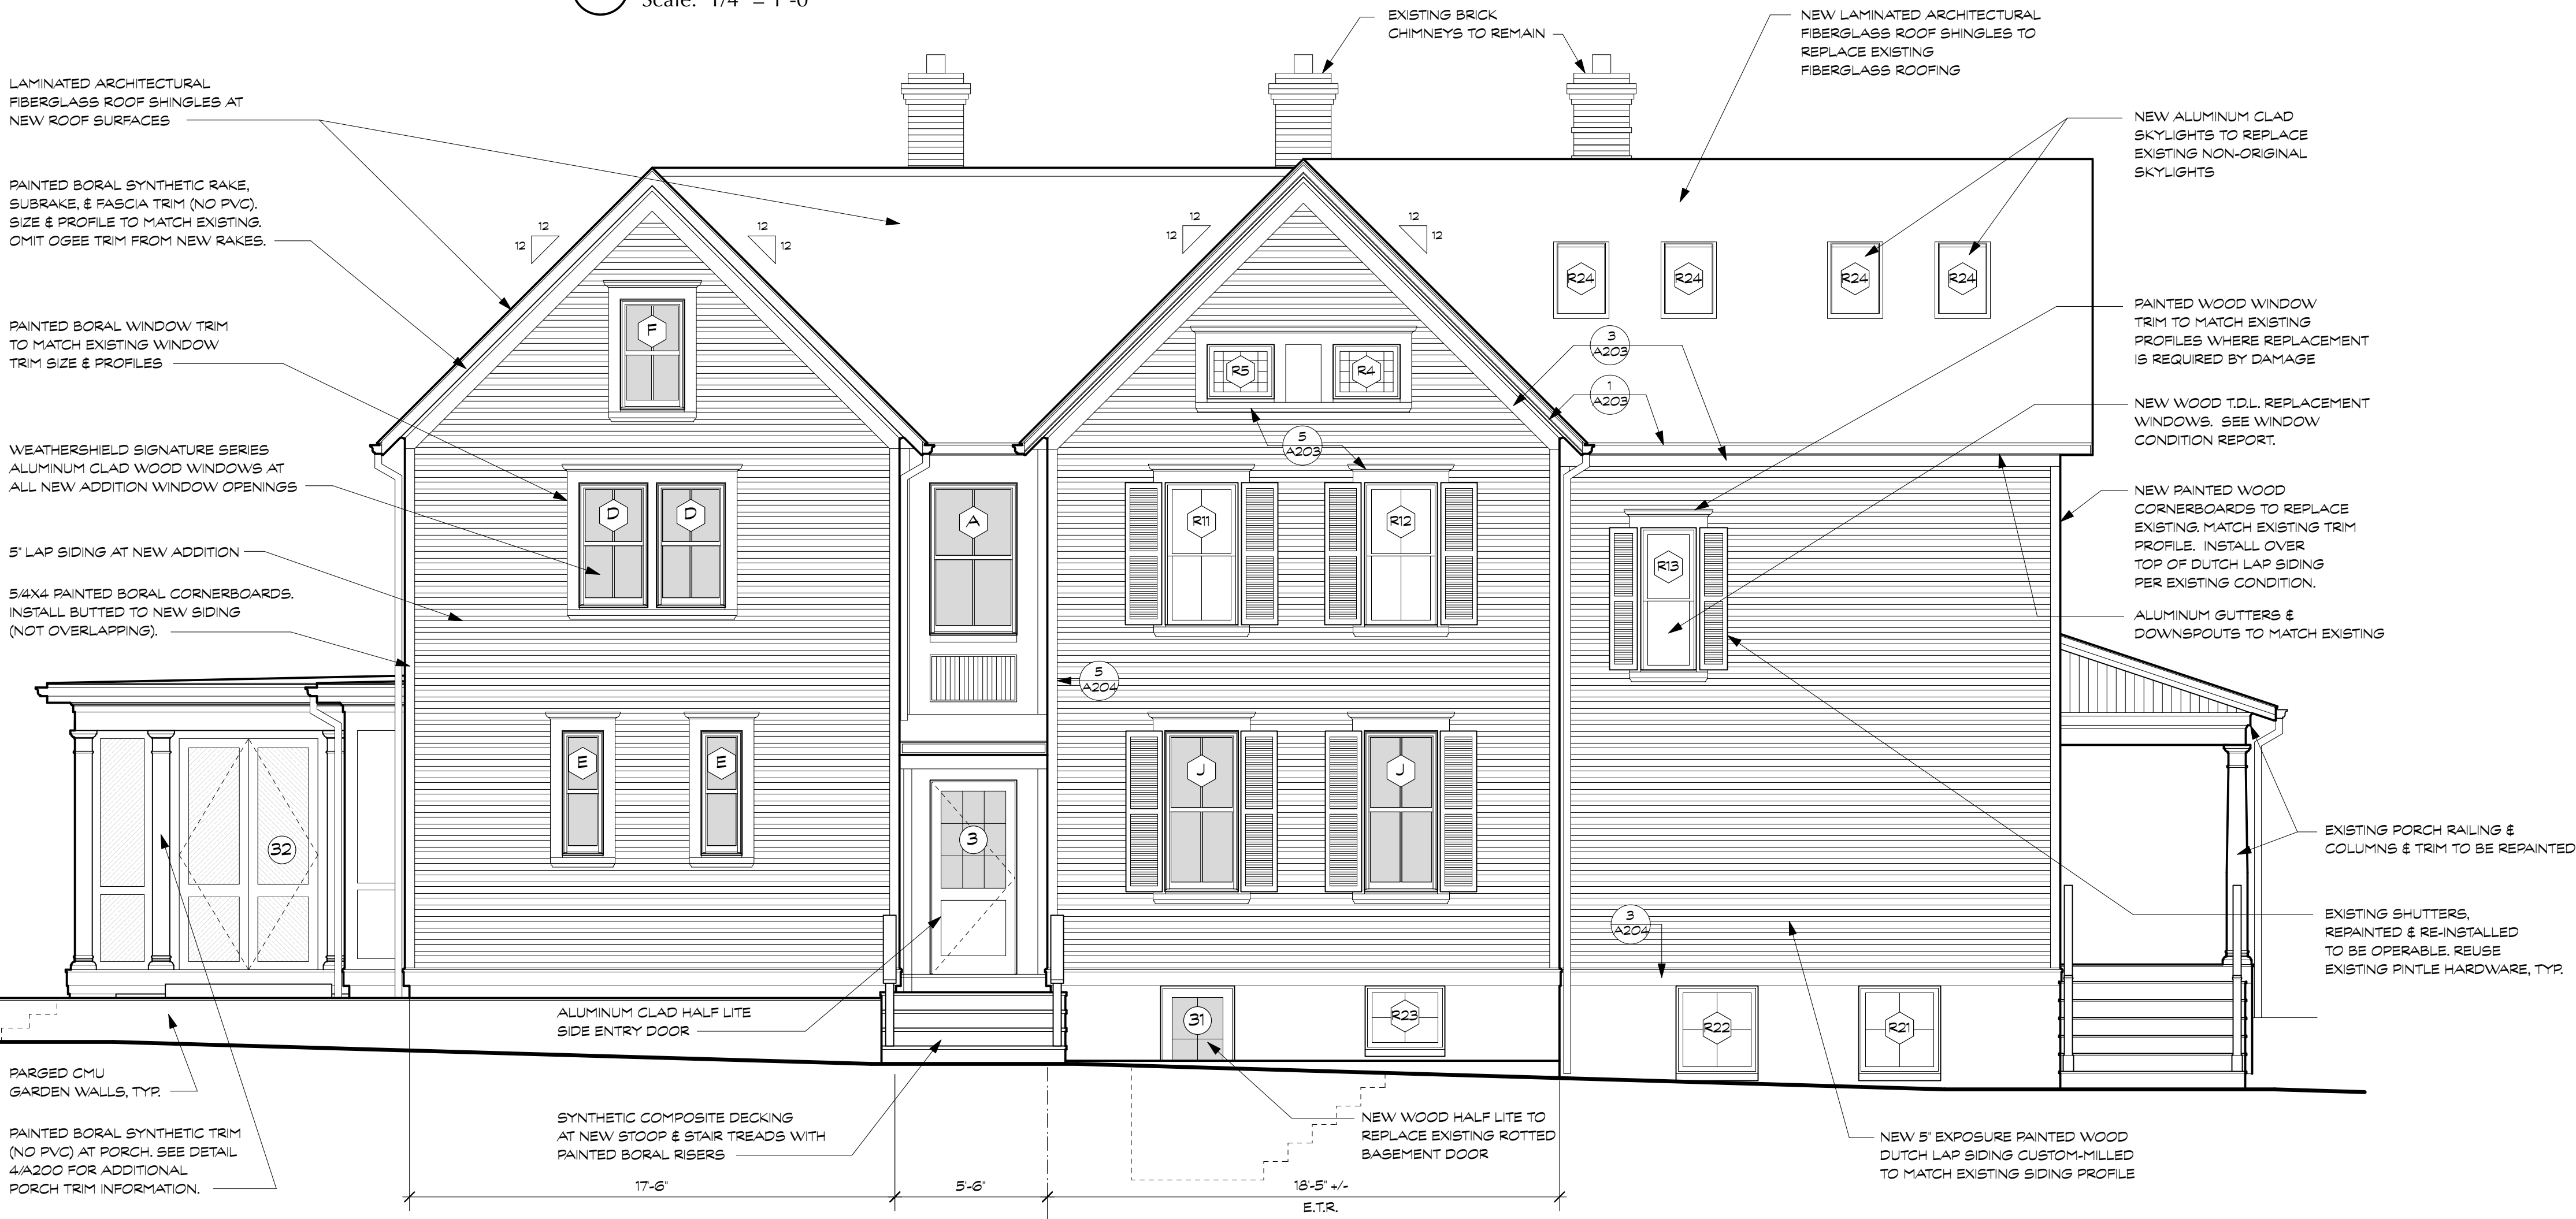 Scale: 1/4" = 1'-0"
EXISTING BRICK
CHIMNEYS TO REMAIN
NEW LAMINATED ARCHITECTURAL
FIBERGLASS ROOF SHINGLES TO
REPLACE EXISTING
FIBERGLASS ROOFING
LAMINATED ARCHITECTURAL
FIBERGLASS ROOF SHINGLES AT
NEW ROOF SURFACES
NEW ALUMINUM CLAD
SKYLIGHTS TO REPLACE
EXISTING NON-ORIGINAL
SKYLIGHTS
PAINTED BORAL SYNTHETIC RAKE,
SUBRAKE, & FASCIA TRIM (NO PVC).
SIZE & PROFILE TO MATCH EXISTING.
OMIT OGEE TRIM FROM NEW RAKES.
12
12
12
12
12
12
12
12
R24
R24
R24
R24
PAINTED BORAL WINDOW TRIM
TO MATCH EXISTING WINDOW
TRIM SIZE & PROFILES
F
R5
R4
3
A203
1
A203
5
A203
PAINTED WOOD WINDOW
TRIM TO MATCH EXISTING
PROFILES WHERE REPLACEMENT
IS REQUIRED BY DAMAGE
NEW WOOD T.D.L. REPLACEMENT
WINDOWS. SEE WINDOW
CONDITION REPORT.
WEATHERSHIELD SIGNATURE SERIES
ALUMINUM CLAD WOOD WINDOWS AT
ALL NEW ADDITION WINDOW OPENINGS
D
D
A
R11
R12
R13
NEW PAINTED WOOD
CORNERBOARDS TO REPLACE
EXISTING. MATCH EXISTING TRIM
PROFILE. INSTALL OVER
TOP OF DUTCH LAP SIDING
PER EXISTING CONDITION.
5" LAP SIDING AT NEW ADDITION
5/4X4 PAINTED BORAL CORNERBOARDS.
INSTALL BUTTED TO NEW SIDING
(NOT OVERLAPPING).
ALUMINUM GUTTERS &
DOWNSPOUTS TO MATCH EXISTING
5
A204
E
E
J
J
32
3
EXISTING PORCH RAILING &
COLUMNS & TRIM TO BE REPAINTED
3
A204
EXISTING SHUTTERS,
REPAINTED & RE-INSTALLED
TO BE OPERABLE. REUSE
EXISTING PINTLE HARDWARE, TYP.
ALUMINUM CLAD HALF LITE
SIDE ENTRY DOOR
31
R23
R22
R21
PARGED CMU
GARDEN WALLS, TYP.
SYNTHETIC COMPOSITE DECKING
AT NEW STOOP & STAIR TREADS WITH
PAINTED BORAL RISERS
NEW WOOD HALF LITE TO
REPLACE EXISTING ROTTED
BASEMENT DOOR
NEW 5" EXPOSURE PAINTED WOOD
DUTCH LAP SIDING CUSTOM-MILLED
TO MATCH EXISTING SIDING PROFILE
PAINTED BORAL SYNTHETIC TRIM
(NO PVC) AT PORCH. SEE DETAIL
4/A200 FOR ADDITIONAL
PORCH TRIM INFORMATION.
17'-6"
5'-6"
18'-5" +/-
E.T.R.